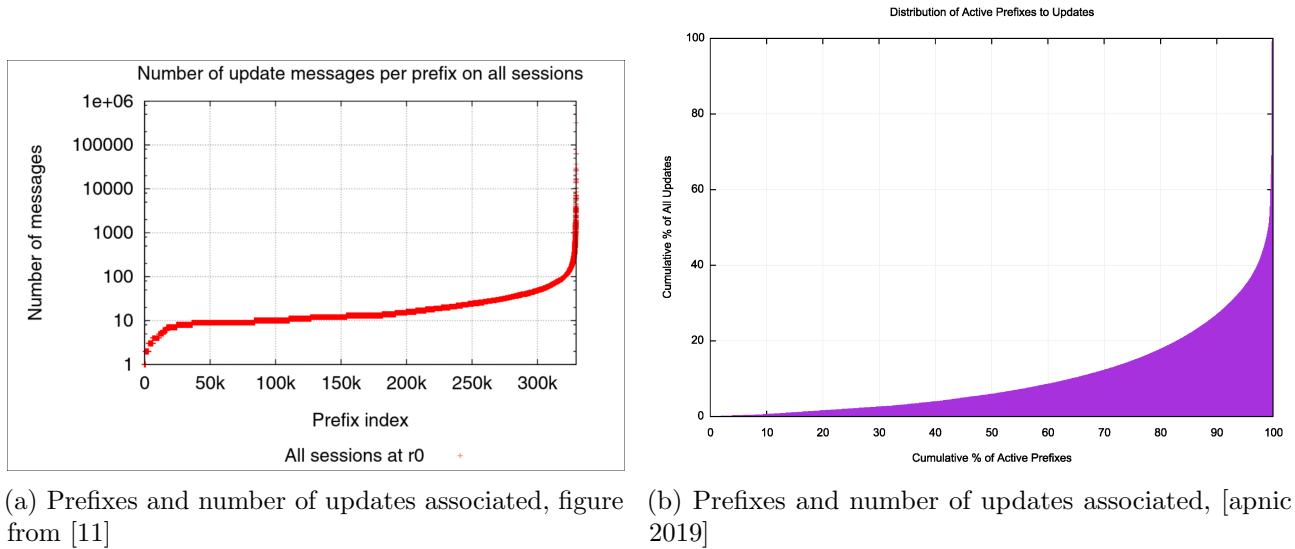 Number of update messages per prefix on all sessions
1e+06
100000
10000
1000
100
10
1
Number of messages
0 50k 100k 150k 200k 250k 300k
Prefix index
All sessions at r0
(a) Prefixes and number of updates associated, figure
from [11]
Distribution of Active Prefixes to Updates
100
80
60
40
20
0
Cumulative % of All Updates
0 10 20 30 40 50 60 70 80 90 100
Cumulative % of Active Prefixes
(b) Prefixes and number of updates associated, [apnic
2019]